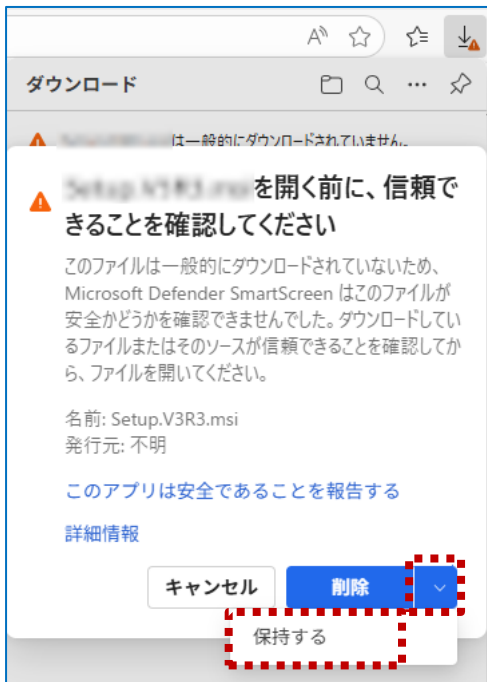 ダウンロード
は一般的にダウンロードされていません。
を開く前に、信頼で
きることを確認してください
このファイルは一般的にダウンロードされていないため、
Microsoft Defender SmartScreen はこのファイルが
安全かどうかを確認できませんでした。ダウンロードしてい
るファイルまたはそのソースが信頼できることを確認してか
ら、ファイルを開いてください。
名前: Setup.V3R3.msi
発行元: 不明
このアプリは安全であることを報告する
詳細情報
キャンセル
削除
保持する